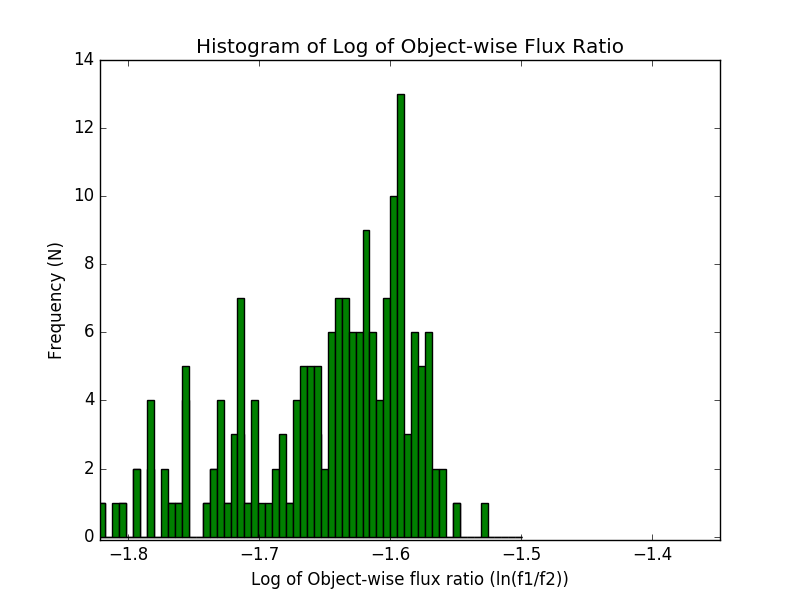 Histogram of Log of Object-wise Flux Ratio
14
12
10
8
6
4
2
0
Frequency (N)
−1.8 −1.7 −1.6 −1.5 −1.4
Log of Object-wise flux ratio (ln(f1/f2))